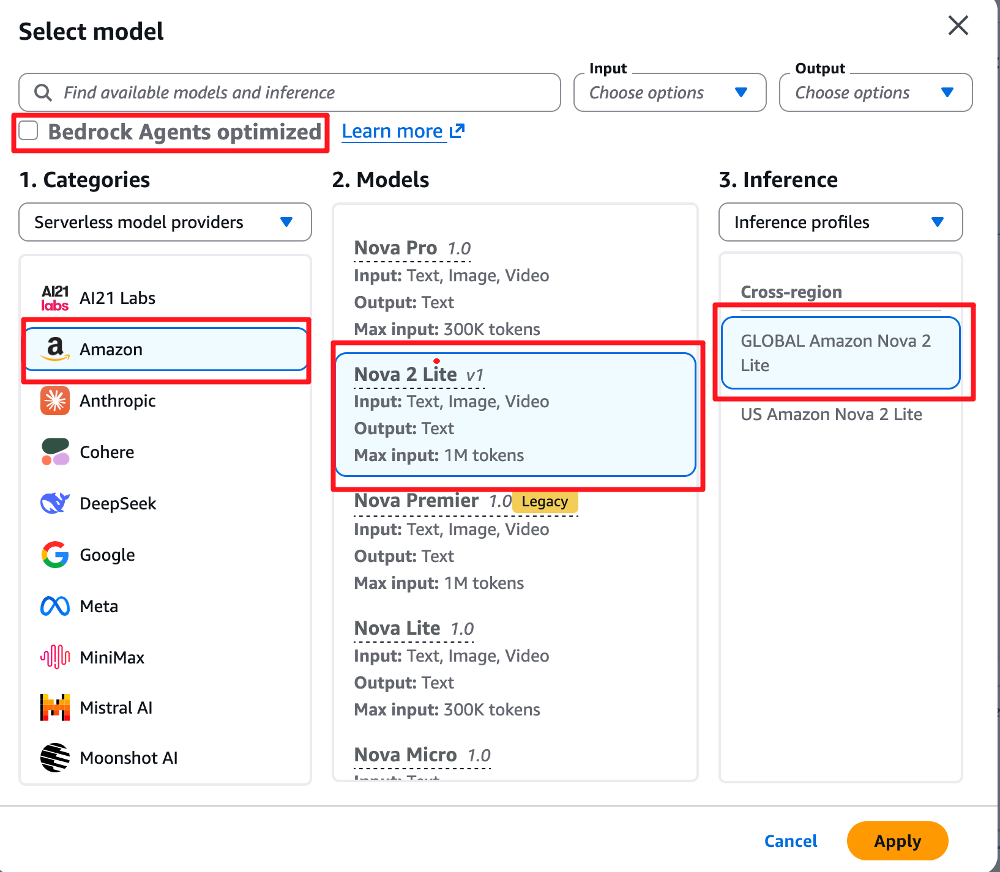 Select model
Input
Output
Find available models and inference
Choose options
Choose options
Bedrock Agents optimized
Learn more
1. Categories
2. Models
3. Inference
Serverless model providers
Inference profiles
AI21 labs
AI21 Labs
a
Amazon
Anthropic
Cohere
DeepSeek
Google
Meta
MiniMax
Mistral AI
Moonshot AI
Nova Pro 1.0
Input: Text, Image, Video
Output: Text
Max input: 300K tokens
Nova 2 Lite v1
Input: Text, Image, Video
Output: Text
Max input: 1M tokens
Nova Premier 1.0 Legacy
Input: Text, Image, Video
Output: Text
Max input: 1M tokens
Nova Lite 1.0
Input: Text, Image, Video
Output: Text
Max input: 300K tokens
Nova Micro 1.0
Input: Text
Cross-region
GLOBAL Amazon Nova 2
Lite
US Amazon Nova 2 Lite
Cancel
Apply